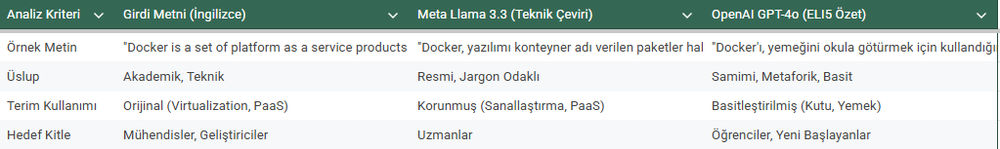 Analiz Kriteri Girdi Metni (İngilizce) Meta Llama 3.3 (Teknik Çeviri) OpenAI GPT-4o (ELI5 Özet)
Örnek Metin "Docker is a set of platform as a service products "Docker, yazılımı konteyner adı verilen paketler hal "Docker'ı, yemeğini okula götürmek için kullandığı
Üslup Akademik, Teknik Resmi, Jargon Odaklı Samimi, Metaforik, Basit
Terim Kullanımı Orijinal (Virtualization, PaaS) Korunmuş (Sanallaştırma, PaaS) Basitleştirilmiş (Kutu, Yemek)
Hedef Kitle Mühendisler, Geliştiriciler Uzmanlar Öğrenciler, Yeni Başlayanlar